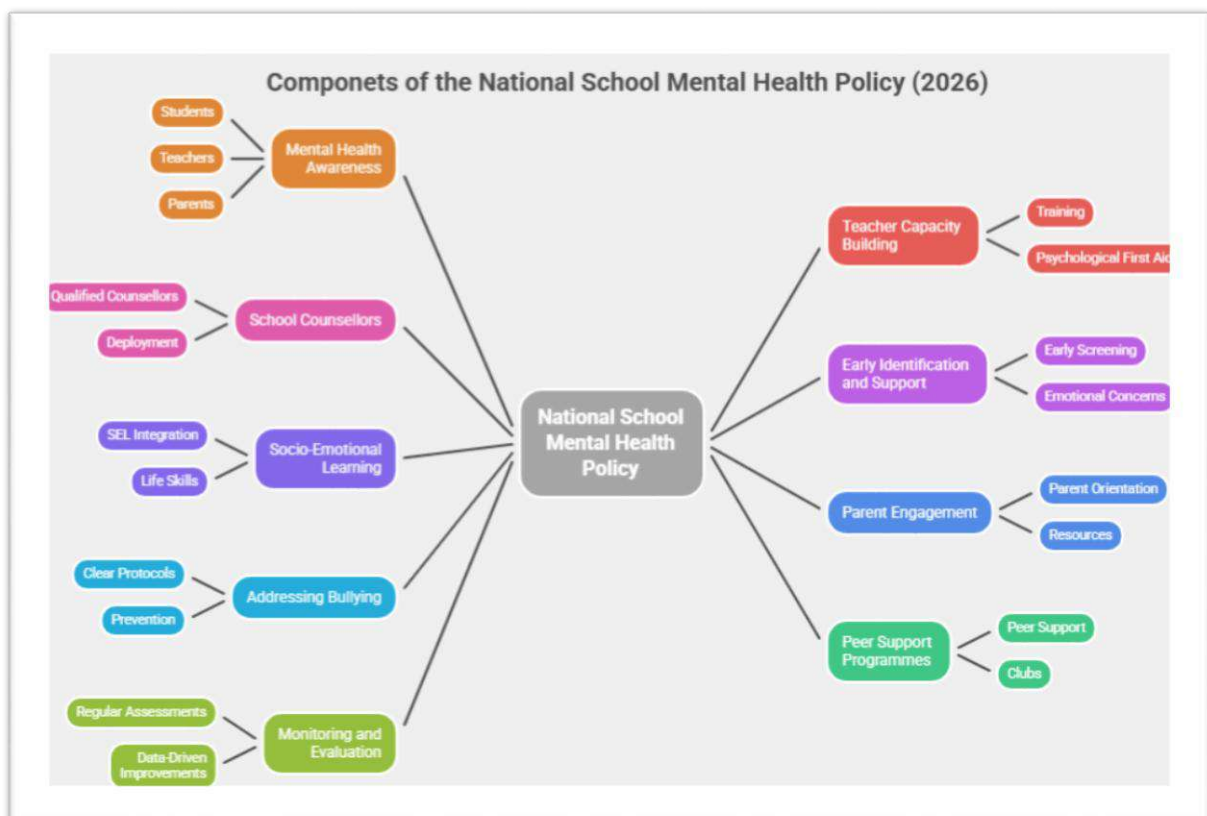 Componets of the National School Mental Health Policy (2026)
Students
Teachers
Parents
Mental Health
Awareness
Qualified Counsellors
Deployment
School Counsellors
SEL Integration
Life Skills
Socio-Emotional
Learning
Clear Protocols
Prevention
Addressing Bullying
Regular Assessments
Data-Driven
Improvements
Monitoring and
Evaluation
National School
Mental Health
Policy
Teacher Capacity
Building
Training
Psychological First Aid
Early Identification
and Support
Early Screening
Emotional Concerns
Parent Engagement
Parent Orientation
Resources
Peer Support
Programmes
Peer Support
Clubs